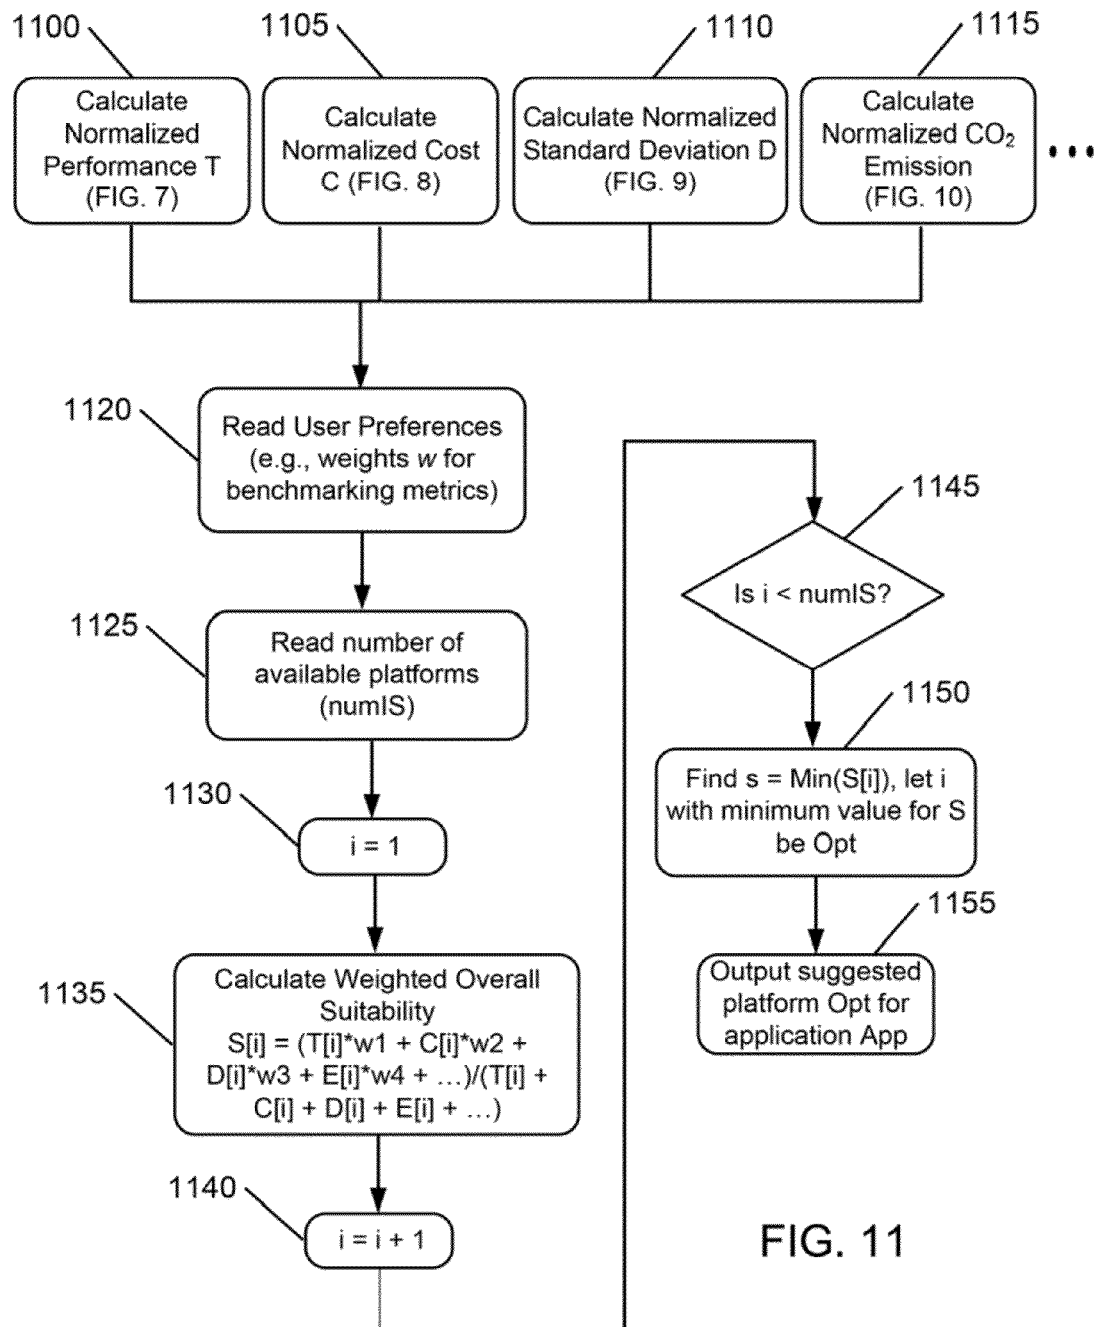 1100
1105
1110
1115
Calculate
Normalized
Performance T
(FIG. 7)
Calculate
Normalized Cost
C (FIG. 8)
Calculate Normalized
Standard Deviation D
(FIG. 9)
Calculate
Normalized CO₂
Emission
(FIG. 10)
•••
1120
Read User Preferences
(e.g., weights w for
benchmarking metrics)
1125
Read number of
available platforms
(numIS)
1130
i = 1
1135
Calculate Weighted Overall
Suitability
S[i] = (T[i]*w1 + C[i]*w2 +
D[i]*w3 + E[i]*w4 + …)/(T[i] +
C[i] + D[i] + E[i] + …)
1140
i = i + 1
1145
Is i < numIS?
1150
Find s = Min(S[i]), let i
with minimum value for S
be Opt
1155
Output suggested
platform Opt for
application App
FIG. 11